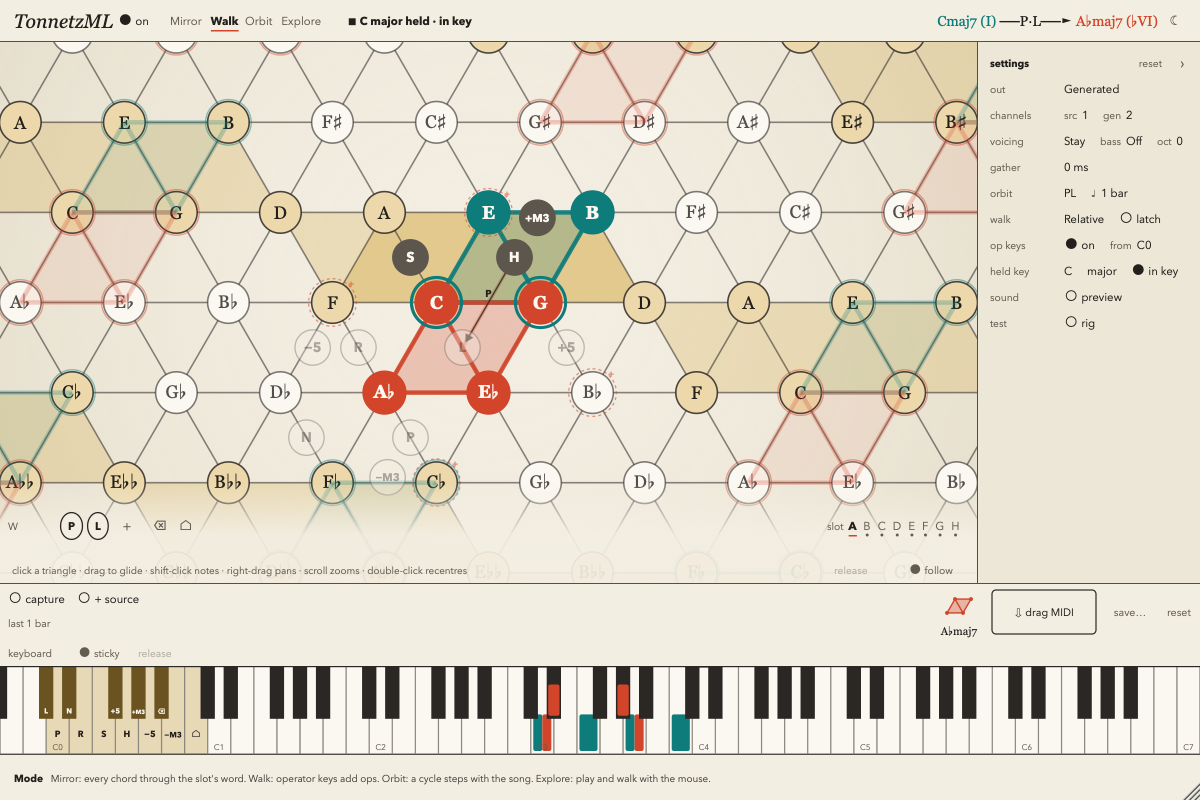 TonnetzML on Mirror Walk Orbit Explore C major held · in key Cmaj7 (I) P·L A♭maj7 (♭VI)
settings reset ›
out Generated
channels src 1 gen 2
voicing Stay bass Off oct 0
gather 0 ms
orbit PL ♩ 1 bar
walk Relative latch
op keys on from C0
held key C major in key
sound preview
test rig
A E B F♯ C♯ G♯ D♯ A♯ E♯ B♯
C G D A E +M3 B F♯ C♯ G♯
S H
P
A♭ E♭ B♭ F C G D A E B
−5 R L +5
C♭ G♭ D♭ A♭ E♭ B♭ F C G
N P
−M3
A♭♭ E♭♭ B♭♭ F♭ C♭ G♭ D♭ A♭ E♭ B♭
W P L + ⌫ slot A B C D E F G H
click a triangle · drag to glide · shift-click notes · right-drag pans · scroll zooms · double-click recentres release follow
E♭♭ B♭♭ F♭ C♭
capture + source
last 1 bar
A♭maj7 ⇩ drag MIDI save… reset
keyboard sticky release
L N +5 +M3 ⌫
P R S H −5 −M3
C0 C1 C2 C4 C5 C6 C7
Mode Mirror: every chord through the slot's word. Walk: operator keys add ops. Orbit: a cycle steps with the song. Explore: play and walk with the mouse.